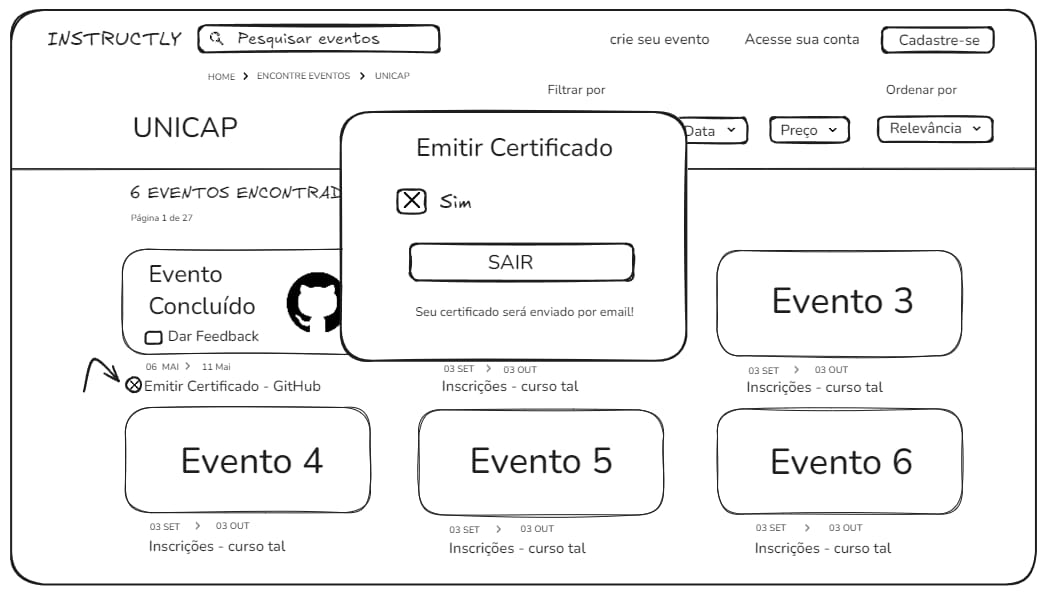 INSTRUCTLY
Pesquisar eventos
crie seu evento
Acesse sua conta
Cadastre-se
HOME > ENCONTRE EVENTOS > UNICAP
Filtrar por
Ordenar por
UNICAP
Data
Preço
Relevância
Emitir Certificado
Sim
SAIR
Seu certificado será enviado por email!
6 EVENTOS ENCONTRAD
Página 1 de 27
Evento
Concluído
Dar Feedback
06 MAI > 11 Mai
Emitir Certificado - GitHub
03 SET > 03 OUT
Inscrições - curso tal
Evento 3
03 SET > 03 OUT
Inscrições - curso tal
Evento 4
03 SET > 03 OUT
Inscrições - curso tal
Evento 5
03 SET > 03 OUT
Inscrições - curso tal
Evento 6
03 SET > 03 OUT
Inscrições - curso tal